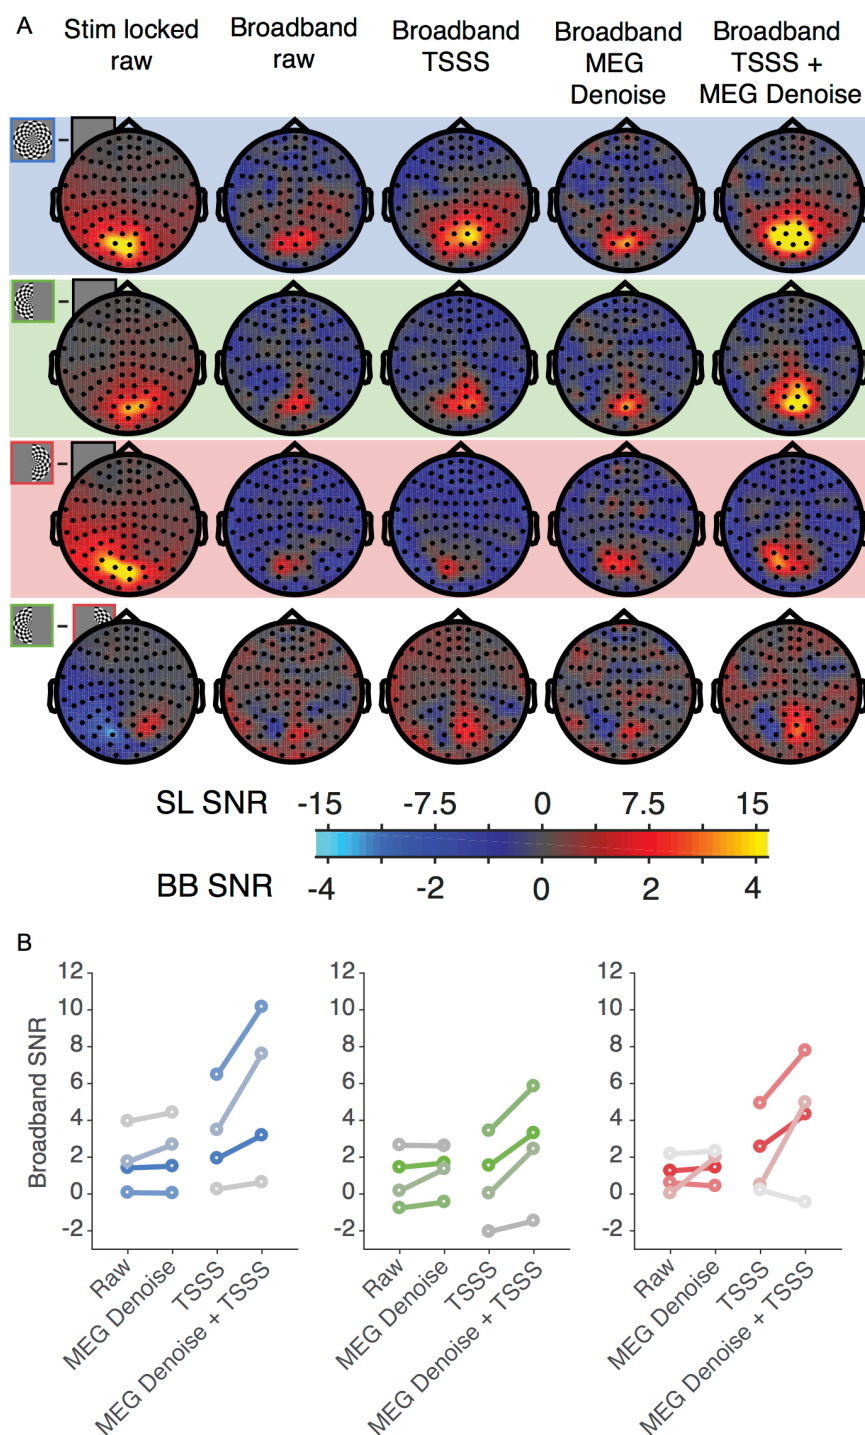 A
Stim locked
raw
Broadband
raw
Broadband
TSSS
Broadband
MEG
Denoise
Broadband
TSSS +
MEG Denoise
SL SNR -15 -7.5 0 7.5 15
BB SNR -4 -2 0 2 4
B
Broadband SNR
12
10
8
6
4
2
0
-2
Raw
MEG Denoise
TSSS
MEG Denoise + TSSS
12
10
8
6
4
2
0
-2
Raw
MEG Denoise
TSSS
MEG Denoise + TSSS
12
10
8
6
4
2
0
-2
Raw
MEG Denoise
TSSS
MEG Denoise + TSSS